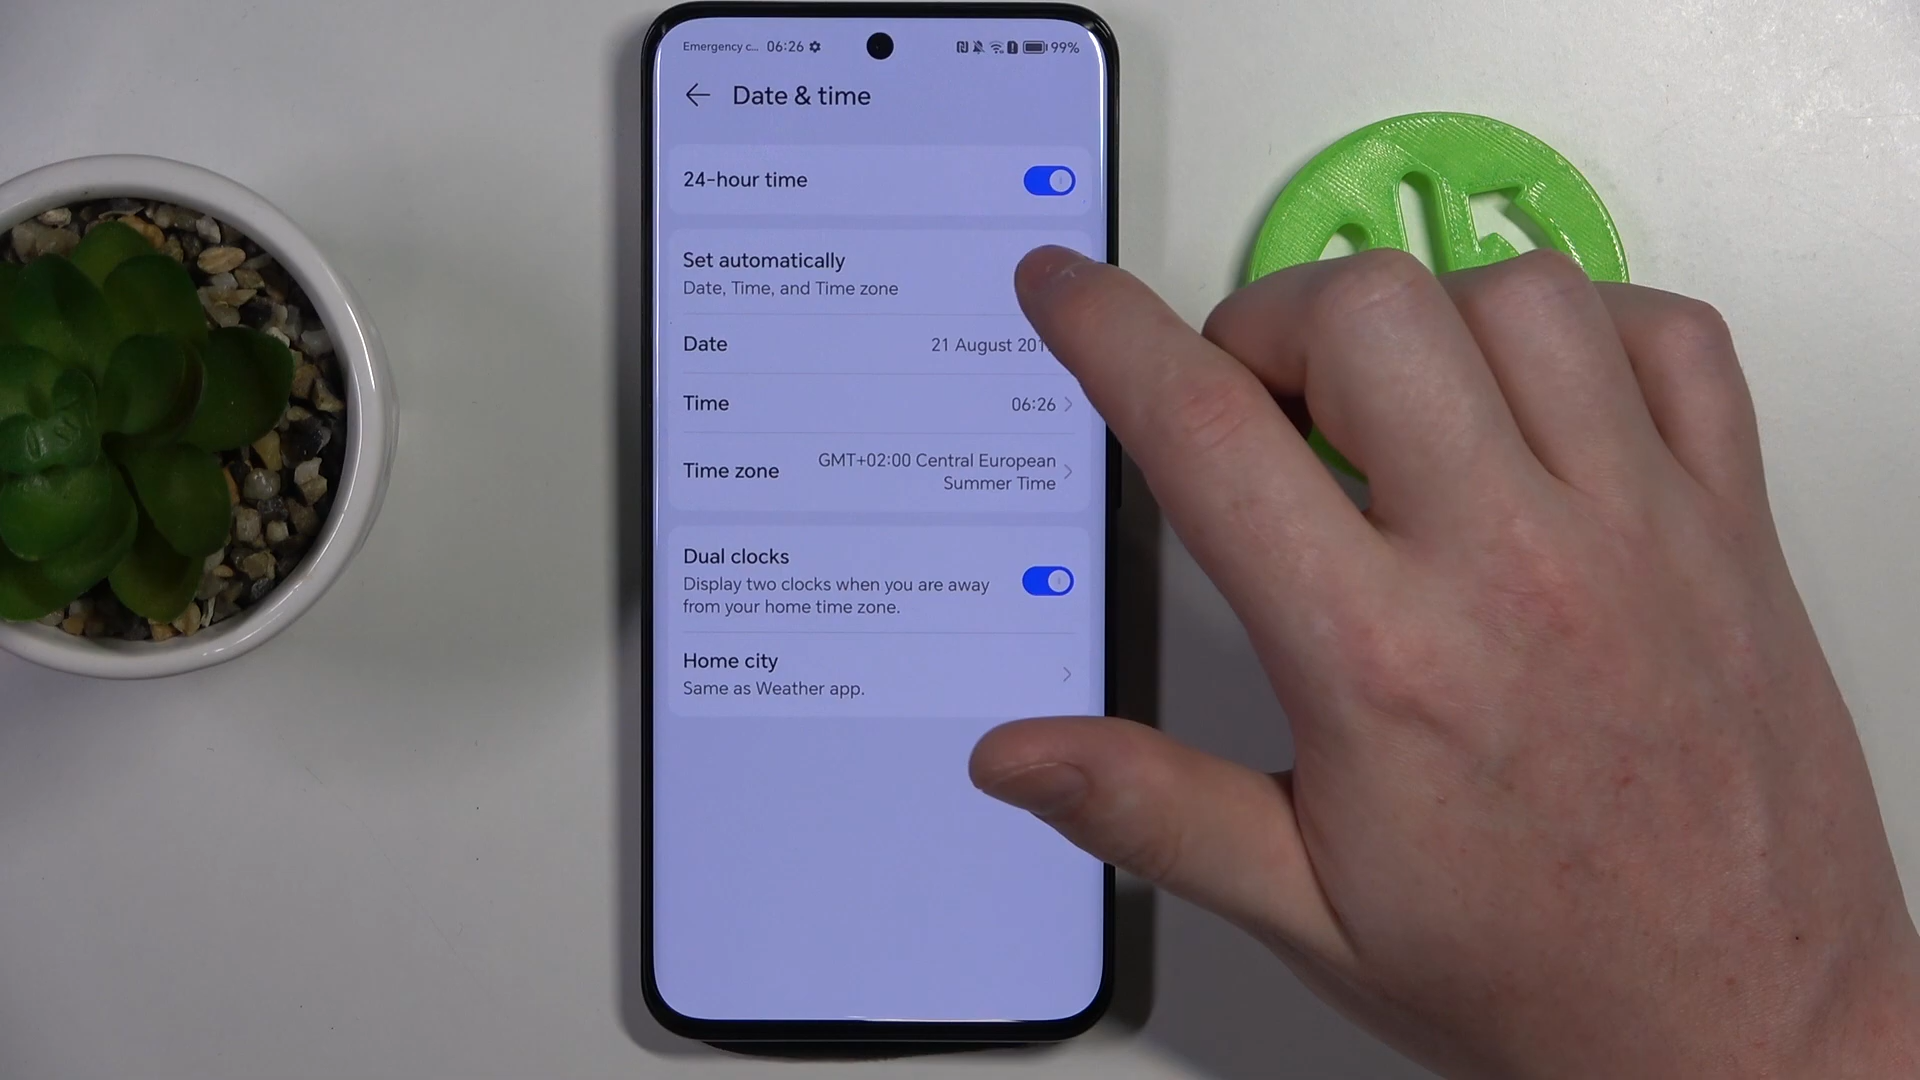 Emergency c... 06:26 99%
Date & time
24-hour time
Set automatically
Date, Time, and Time zone
Date 21 August
Time 06:26
Time zone GMT+02:00 Central European
Summer Time
Dual clocks
Display two clocks when you are away
from your home time zone.
Home city
Same as Weather app.